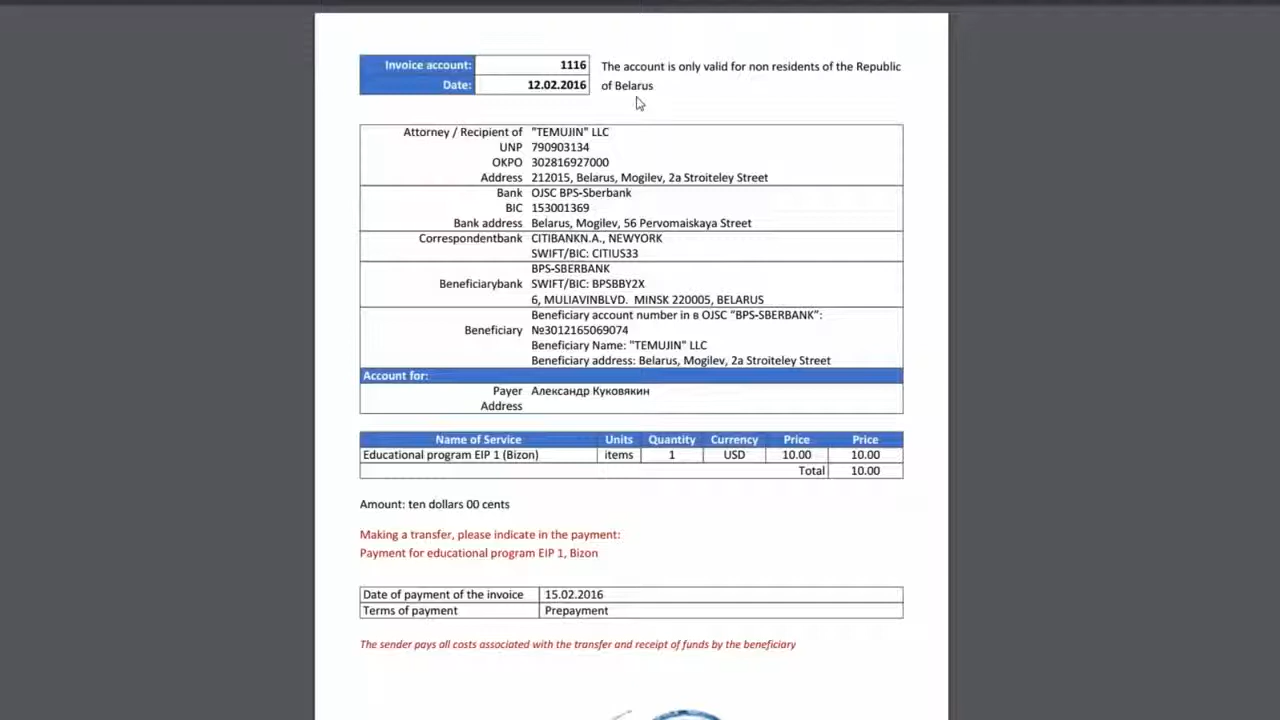 Invoice account: 1116 The account is only valid for non residents of the Republic
Date: 12.02.2016 of Belarus
Attorney / Recipient of "TEMUJIN" LLC
UNP 790903134
OKPO 302816927000
Address 212015, Belarus, Mogilev, 2a Stroiteley Street
Bank OJSC BPS-Sberbank
BIC 153001369
Bank address Belarus, Mogilev, 56 Pervomaiskaya Street
Correspondentbank CITIBANKN.A., NEWYORK
SWIFT/BIC: CITIUS33
BPS-SBERBANK
Beneficiarybank SWIFT/BIC: BPSBBY2X
6, MULIAVINBLVD. MINSK 220005, BELARUS
Beneficiary account number in в OJSC “BPS-SBERBANK”:
Beneficiary №3012165069074
Beneficiary Name: "TEMUJIN" LLC
Beneficiary address: Belarus, Mogilev, 2a Stroiteley Street
Account for:
Payer Александр Куковякин
Address
Name of Service Units Quantity Currency Price Price
Educational program EIP 1 (Bizon) items 1 USD 10.00 10.00
Total 10.00
Amount: ten dollars 00 cents
Making a transfer, please indicate in the payment:
Payment for educational program EIP 1, Bizon
Date of payment of the invoice 15.02.2016
Terms of payment Prepayment
The sender pays all costs associated with the transfer and receipt of funds by the beneficiary